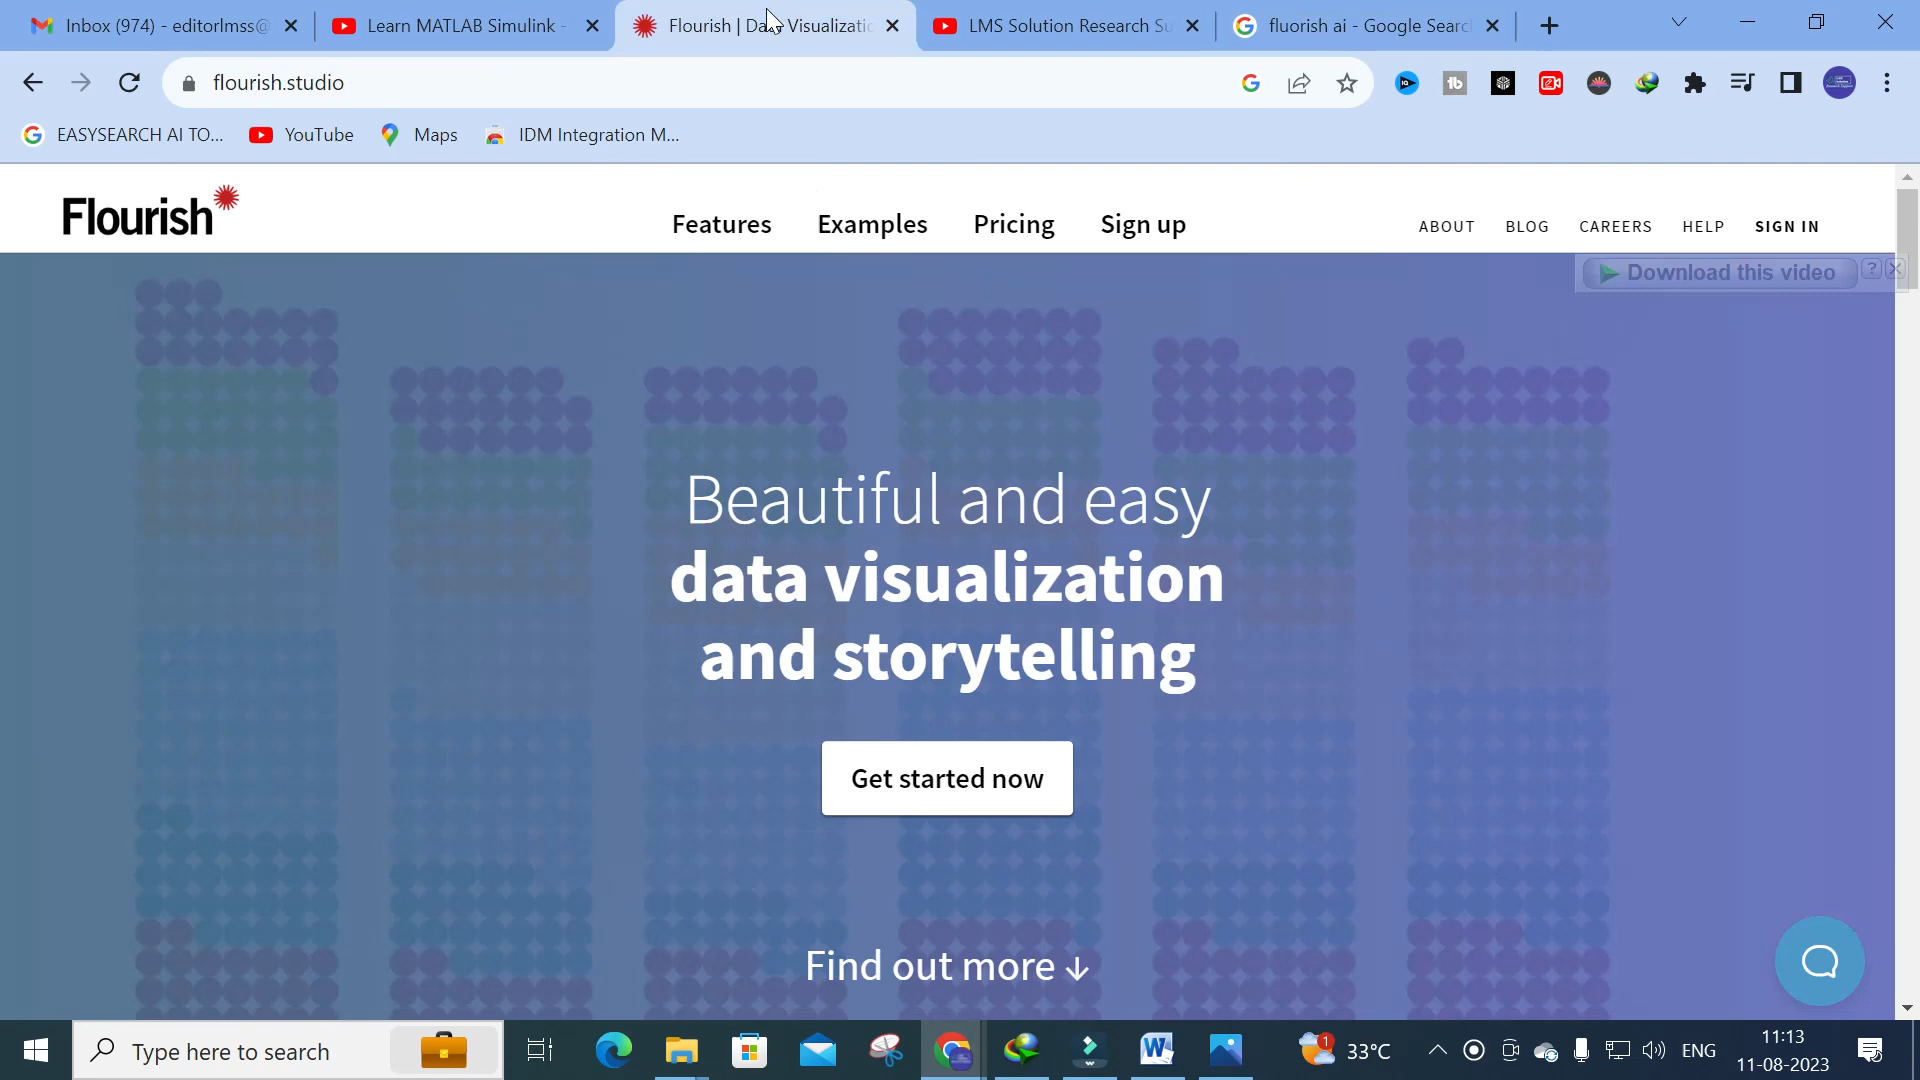 Inbox (974) - editorlmss@
Learn MATLAB Simulink -
Flourish | Data Visualizatio
LMS Solution Research Su
fluorish ai - Google Search
flourish.studio
EASYSEARCH AI TO...
YouTube
Maps
IDM Integration M...
Flourish
Features
Examples
Pricing
Sign up
ABOUT
BLOG
CAREERS
HELP
SIGN IN
Download this video
?
Beautiful and easy
data visualization
and storytelling
Get started now
Find out more ↓
Type here to search
1
33°C
ENG
11:13
11-08-2023